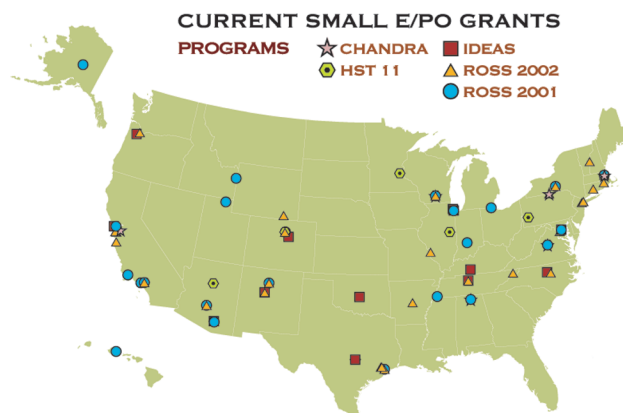 CURRENT SMALL E/PO GRANTS
PROGRAMS CHANDRA IDEAS
HST 11 ROSS 2002
ROSS 2001